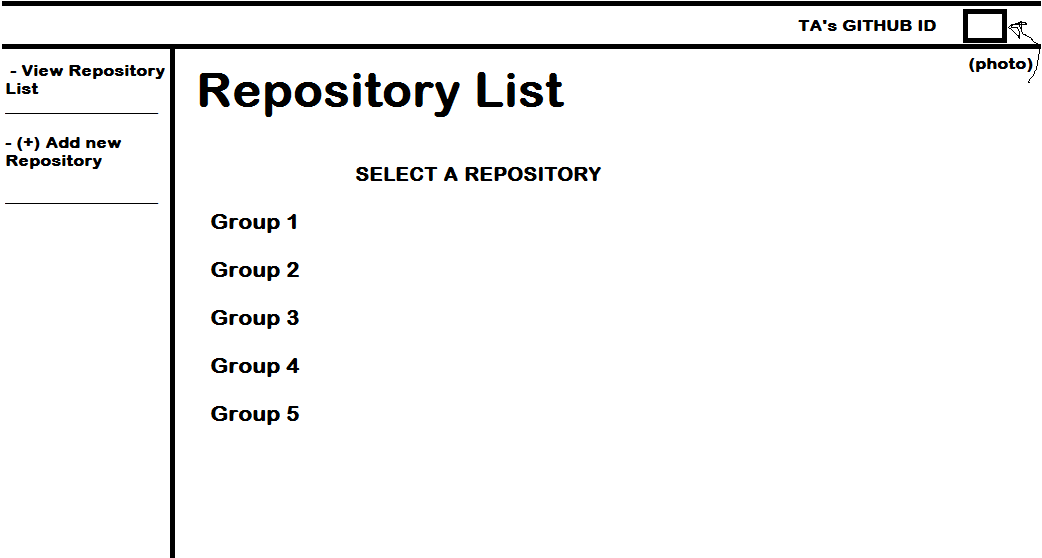 TA's GITHUB ID
(photo)
- View Repository
List
- (+) Add new
Repository
Repository List
SELECT A REPOSITORY
Group 1
Group 2
Group 3
Group 4
Group 5